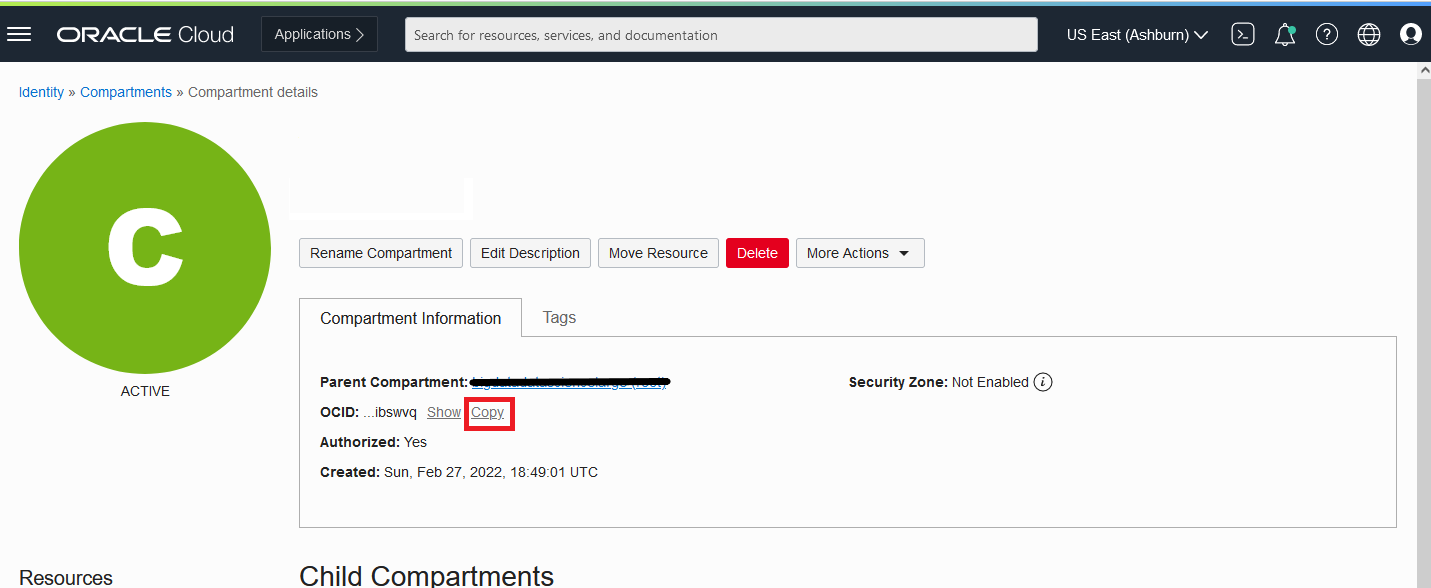 ORACLE Cloud Applications Search for resources, services, and documentation US East (Ashburn)
Identity » Compartments » Compartment details
C
ACTIVE
Rename Compartment Edit Description Move Resource Delete More Actions
Compartment Information Tags
Parent Compartment: Security Zone: Not Enabled
OCID: ...ibswvq Show Copy
Authorized: Yes
Created: Sun, Feb 27, 2022, 18:49:01 UTC
Resources Child Compartments